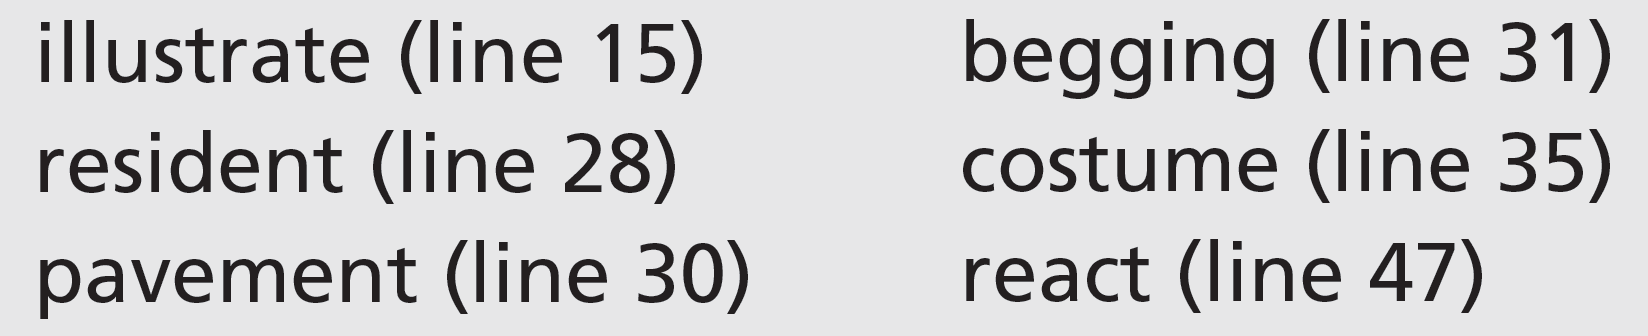 illustrate (line 15)
resident (line 28)
pavement (line 30)
begging (line 31)
costume (line 35)
react (line 47)